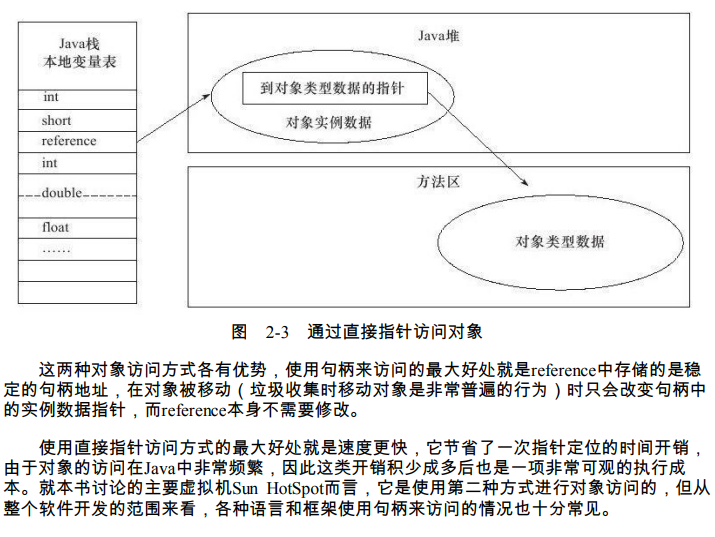 Java栈
本地变量表
int
short
reference
int
double
float
……
Java堆
到对象类型数据的指针
对象实例数据
方法区
对象类型数据
图 2-3 通过直接指针访问对象
这两种对象访问方式各有优势，使用句柄来访问的最大好处就是reference中存储的是稳
定的句柄地址，在对象被移动（垃圾收集时移动对象是非常普遍的行为）时只会改变句柄中
的实例数据指针，而reference本身不需要修改。
使用直接指针访问方式的最大好处就是速度更快，它节省了一次指针定位的时间开销，
由于对象的访问在Java中非常频繁，因此这类开销积少成多后也是一项非常可观的执行成
本。就本书讨论的主要虚拟机Sun HotSpot而言，它是使用第二种方式进行对象访问的，但从
整个软件开发的范围来看，各种语言和框架使用句柄来访问的情况也十分常见。